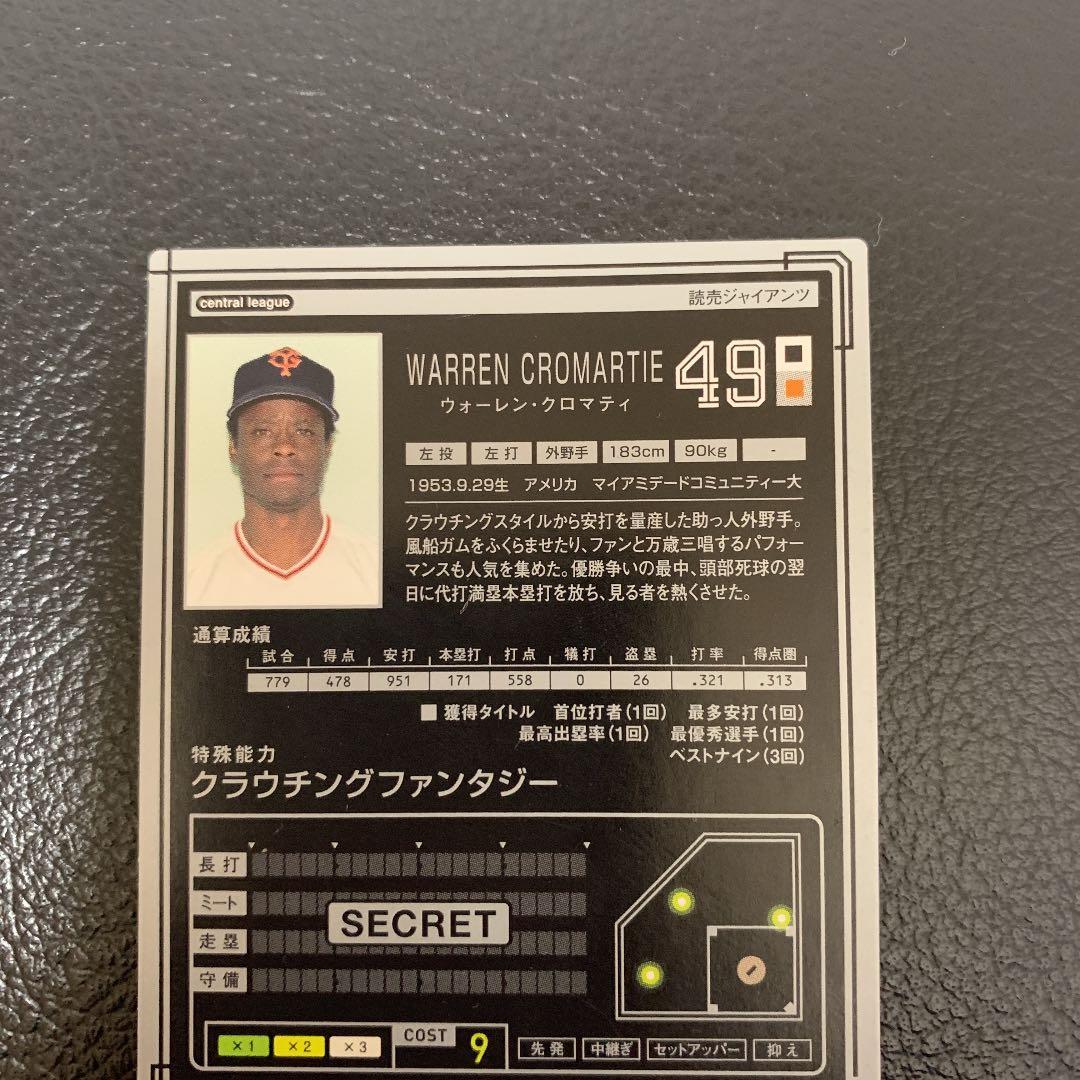 central league 読売ジャイアンツ
WARREN CROMARTIE 49
ウォーレン・クロマティ
左投 左打 外野手 183cm 90kg -
1953.9.29生 アメリカ マイアミデードコミュニティー大
クラウチングスタイルから安打を量産した助っ人外野手。
風船ガムをふくらませたり、ファンと万歳三唱するパフォー
マンスも人気を集めた。優勝争いの最中、頭部死球の翌
日に代打満塁本塁打を放ち、見る者を熱くさせた。
通算成績
試合 得点 安打 本塁打 打点 犠打 盗塁 打率 得点圏
779 478 951 171 558 0 26 .321 .313
■ 獲得タイトル 首位打者(1回) 最多安打(1回)
最高出塁率(1回) 最優秀選手(1回)
ベストナイン(3回)
特殊能力
クラウチングファンタジー
長打
ミート
SECRET
走塁
守備
×1 ×2 ×3 COST 9 先発 中継ぎ セットアッパー 抑え